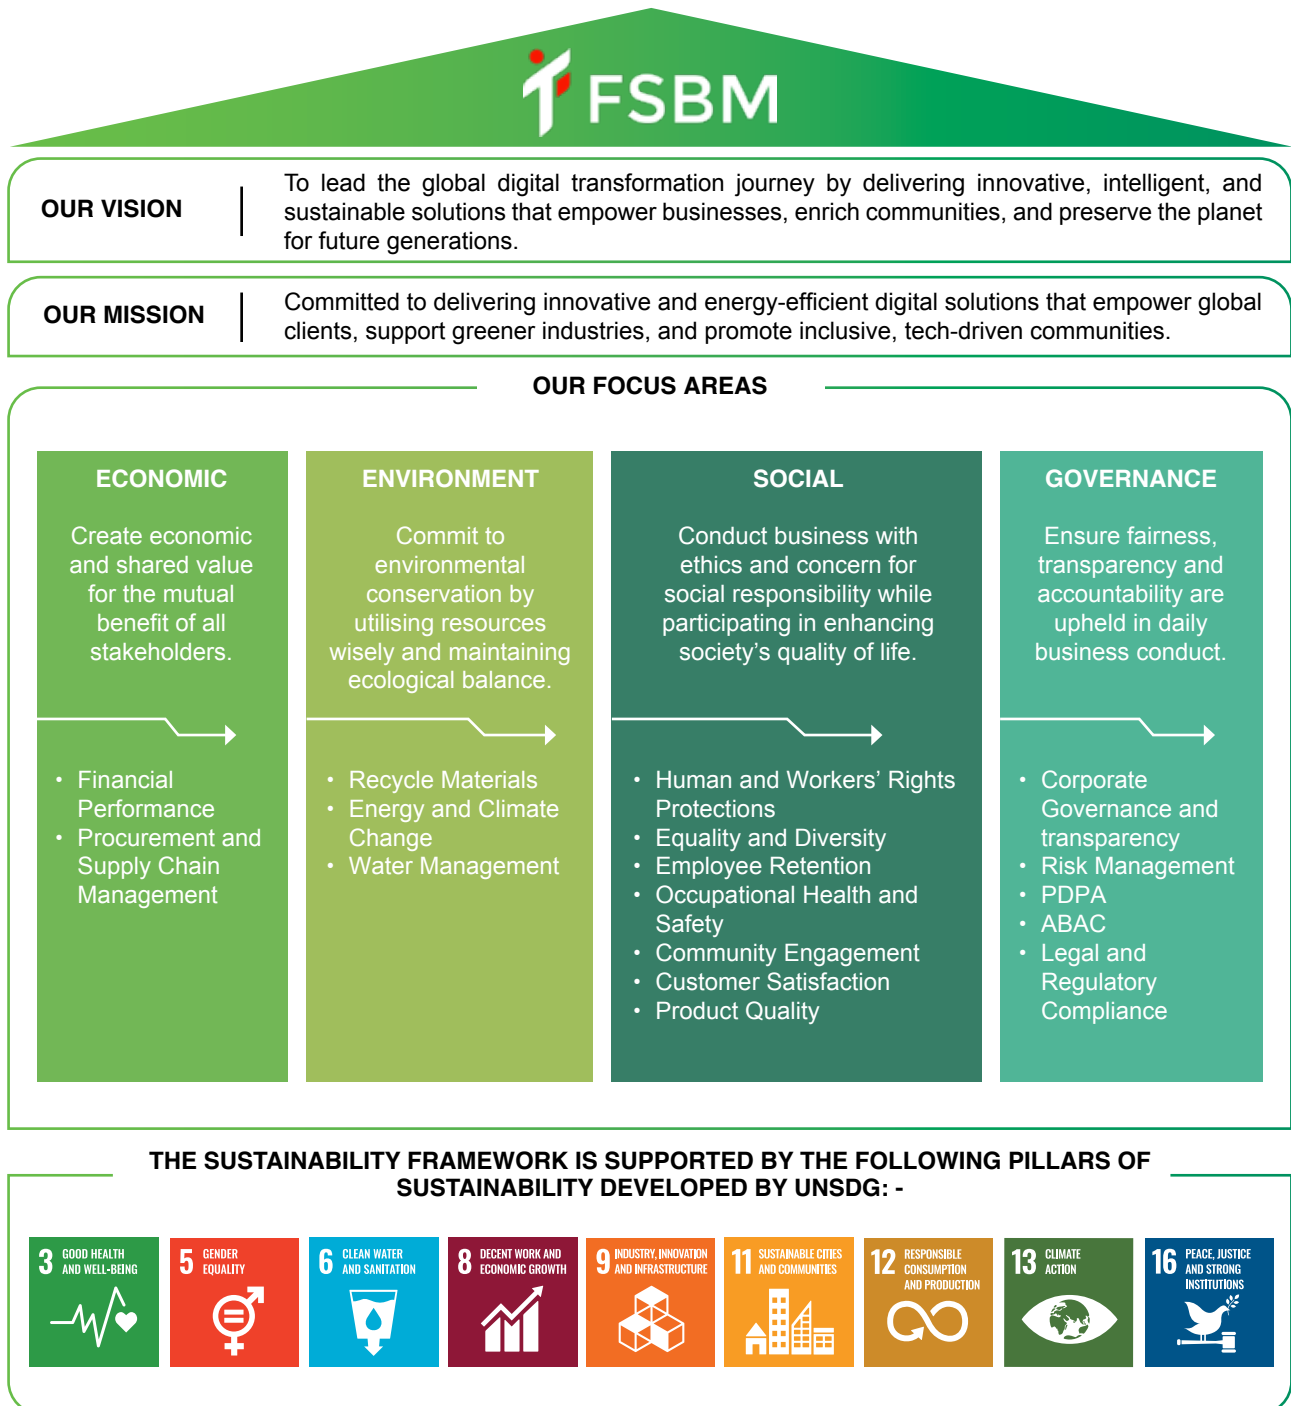 FSBM
OUR VISION
To lead the global digital transformation journey by delivering innovative, intelligent, and
sustainable solutions that empower businesses, enrich communities, and preserve the planet
for future generations.
OUR MISSION
Committed to delivering innovative and energy-efficient digital solutions that empower global
clients, support greener industries, and promote inclusive, tech-driven communities.
OUR FOCUS AREAS
ECONOMIC
Create economic
and shared value
for the mutual
benefit of all
stakeholders.
• Financial
Performance
• Procurement and
Supply Chain
Management
ENVIRONMENT
Commit to
environmental
conservation by
utilising resources
wisely and maintaining
ecological balance.
• Recycle Materials
• Energy and Climate
Change
• Water Management
SOCIAL
Conduct business with
ethics and concern for
social responsibility while
participating in enhancing
society’s quality of life.
• Human and Workers’ Rights
Protections
• Equality and Diversity
• Employee Retention
• Occupational Health and
Safety
• Community Engagement
• Customer Satisfaction
• Product Quality
GOVERNANCE
Ensure fairness,
transparency and
accountability are
upheld in daily
business conduct.
• Corporate
Governance and
transparency
• Risk Management
• PDPA
• ABAC
• Legal and
Regulatory
Compliance
THE SUSTAINABILITY FRAMEWORK IS SUPPORTED BY THE FOLLOWING PILLARS OF
SUSTAINABILITY DEVELOPED BY UNSDG: -
3 GOOD HEALTH
AND WELL-BEING
5 GENDER
EQUALITY
6 CLEAN WATER
AND SANITATION
8 DECENT WORK AND
ECONOMIC GROWTH
9 INDUSTRY, INNOVATION
AND INFRASTRUCTURE
11 SUSTAINABLE CITIES
AND COMMUNITIES
12 RESPONSIBLE
CONSUMPTION
AND PRODUCTION
13 CLIMATE
ACTION
16 PEACE, JUSTICE
AND STRONG
INSTITUTIONS